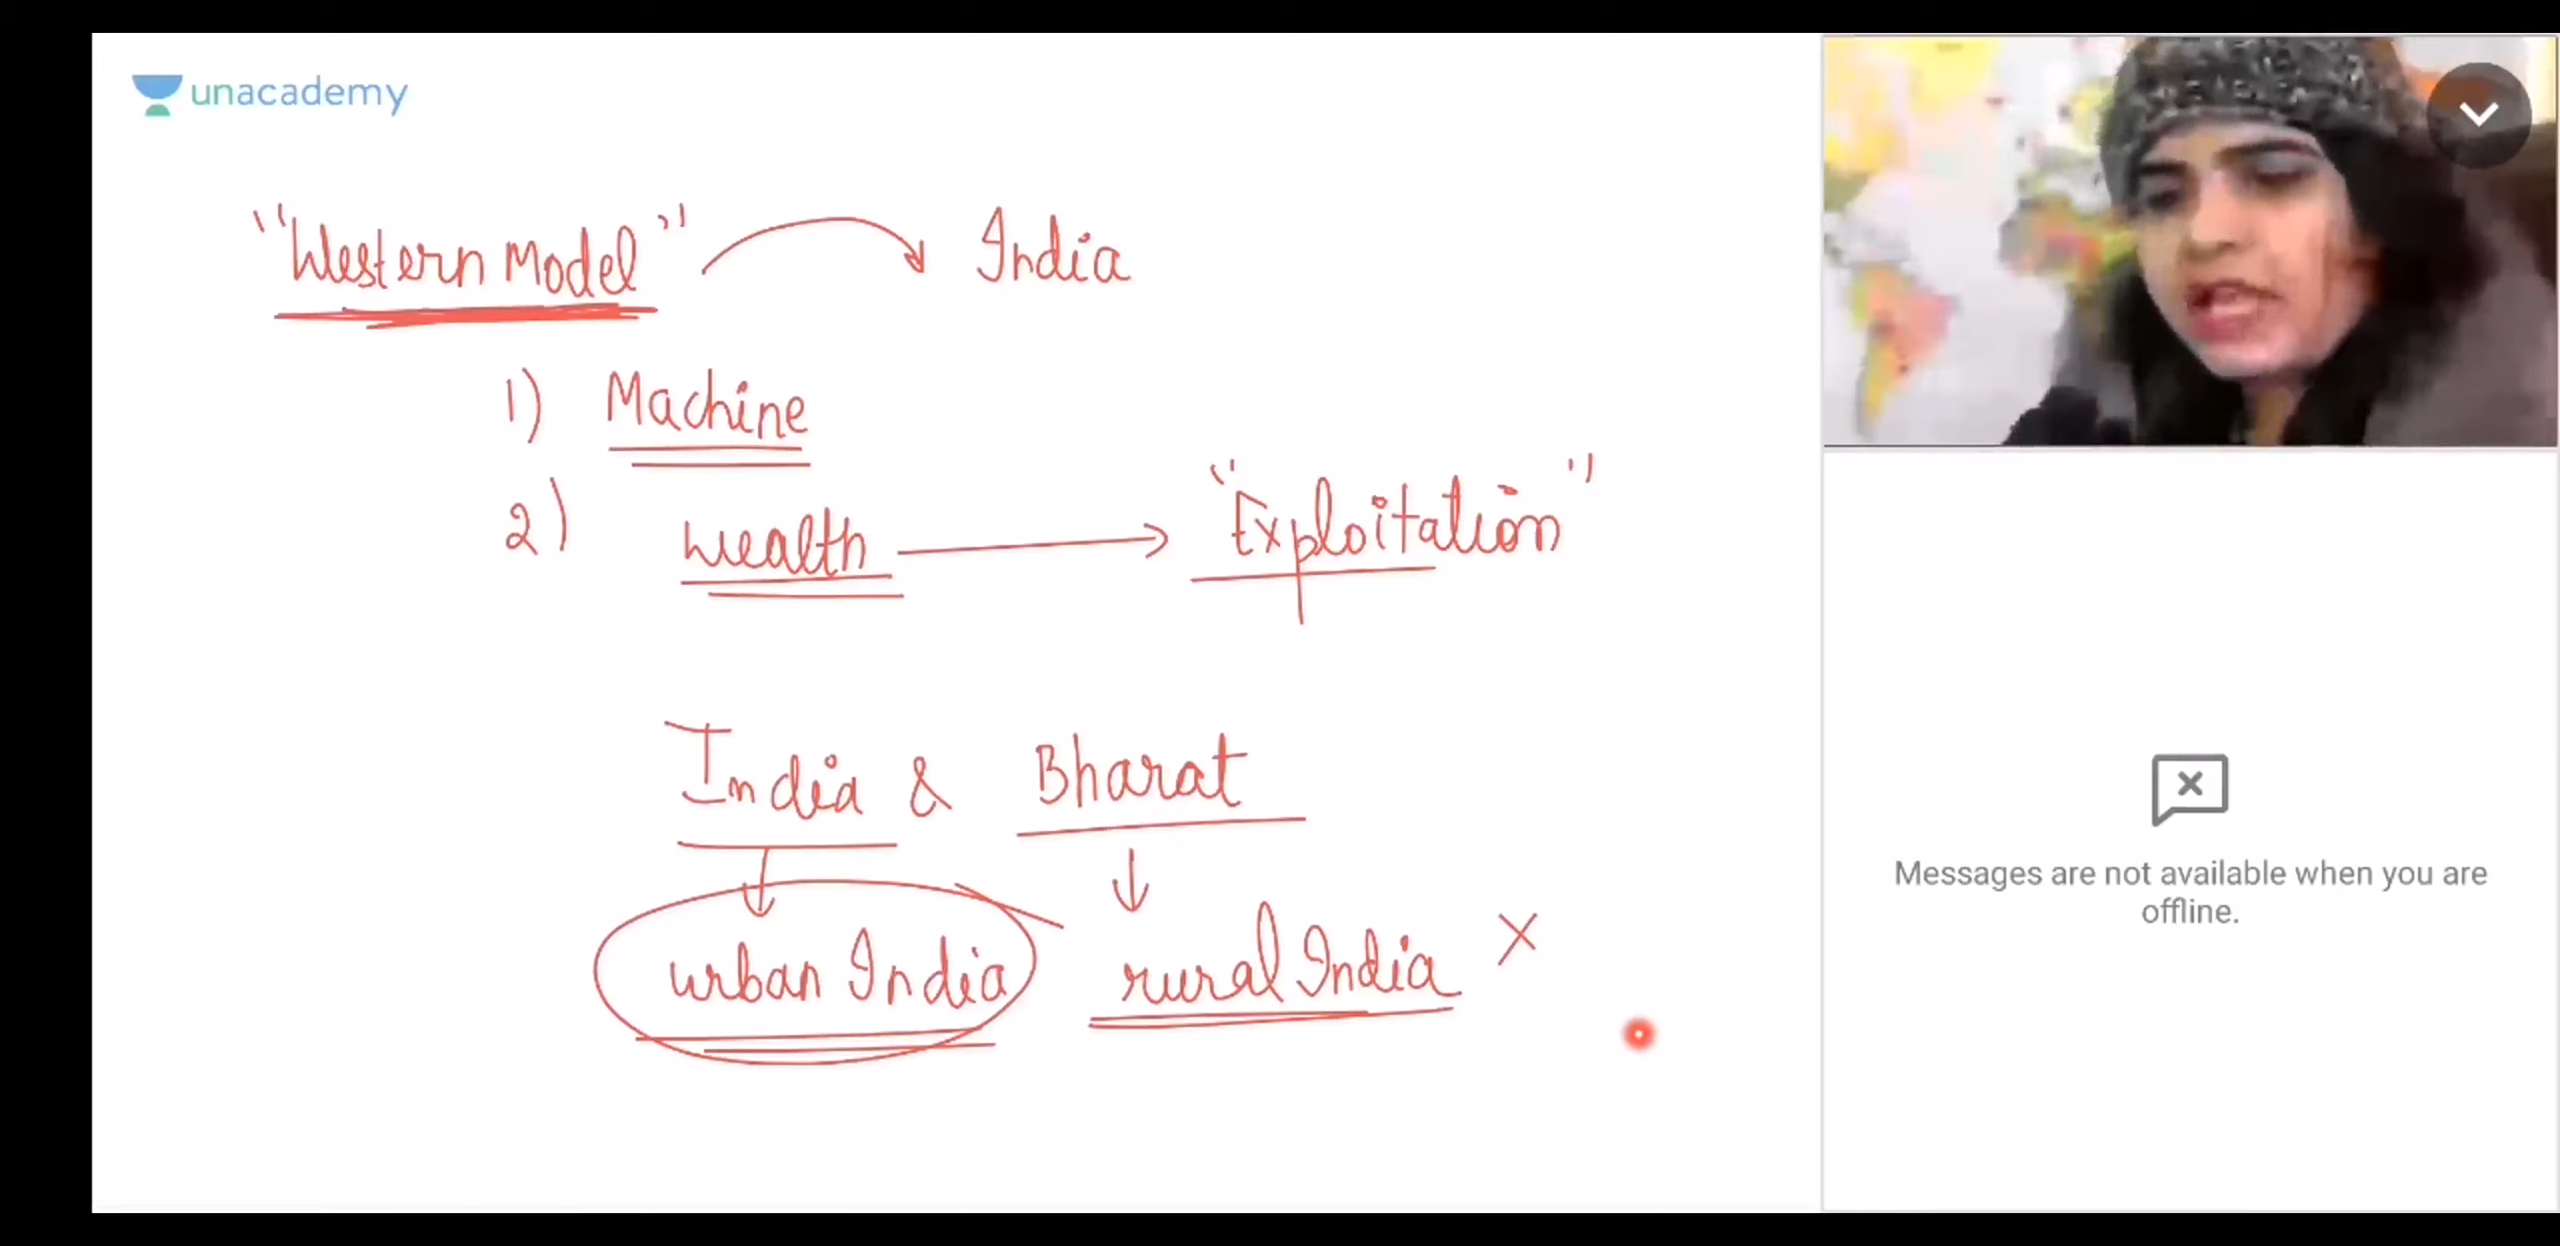 unacademy
"Western Model" India
1) Machine
2) wealth "Exploitation"
India & Bharat
urban India rural India X
Messages are not available when you are
offline.